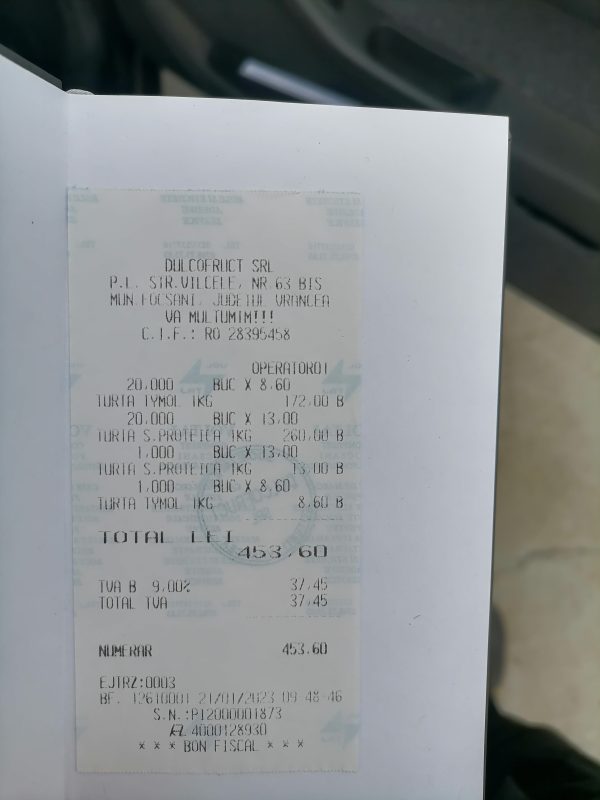 DULCOFRUCT SRL
P.L. STR.VILCELE, NR.63 BIS
MUN.FOCSANI, JUDETUL VRANCEA
VA MULTUMIM!!!
C.I.F.: RO 28395458
OPERATOR01
20,000 BUC X 8,60
TURTA TYMOL 1KG 172,00 B
20,000 BUC X 13,00
TURTA S.PROTEICA 1KG 260,00 B
1,000 BUC X 13,00
TURTA S.PROTEICA 1KG 13,00 B
1,000 BUC X 8,60
TURTA TYMOL 1KG 8,60 B
TOTAL LEI
453,60
TVA B 9,00% 37,45
TOTAL TVA 37,45
NUMERAR 453,60
EJTRZ:0003
BF. 12610001 21/01/2023 09-48-46
S.N.:P12000001873
4000128930
* * * BON FISCAL * * *